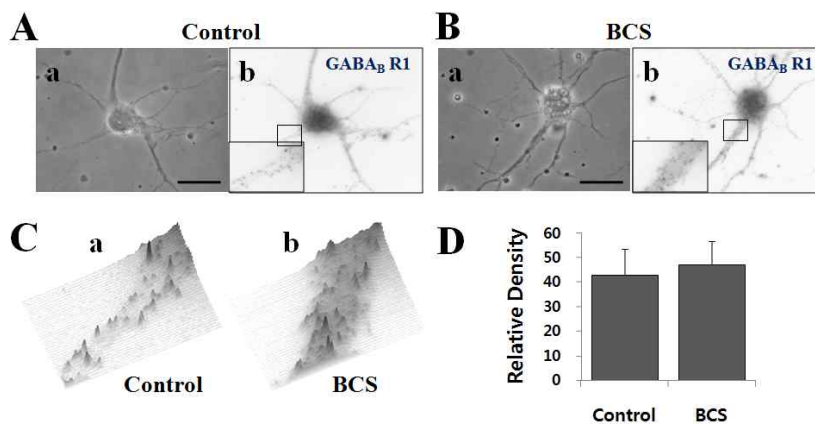 A
Control
a
b
GABAB R1
B
BCS
a
b
GABAB R1
C
a
b
Control
BCS
D
Relative Density
60
50
40
30
20
10
0
Control
BCS